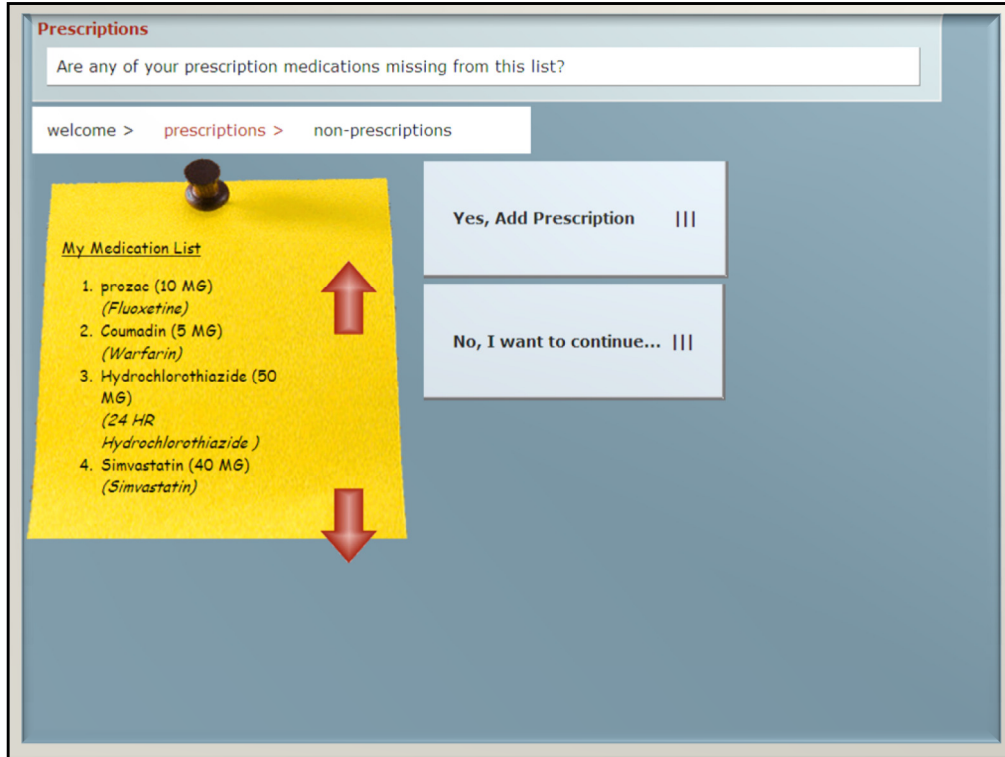 Prescriptions
Are any of your prescription medications missing from this list?
welcome > prescriptions > non-prescriptions
My Medication List
1. prozac (10 MG)
(Fluoxetine)
2. Coumadin (5 MG)
(Warfarin)
3. Hydrochlorothiazide (50
MG)
(24 HR
Hydrochlorothiazide )
4. Simvastatin (40 MG)
(Simvastatin)
Yes, Add Prescription |||
No, I want to continue... |||